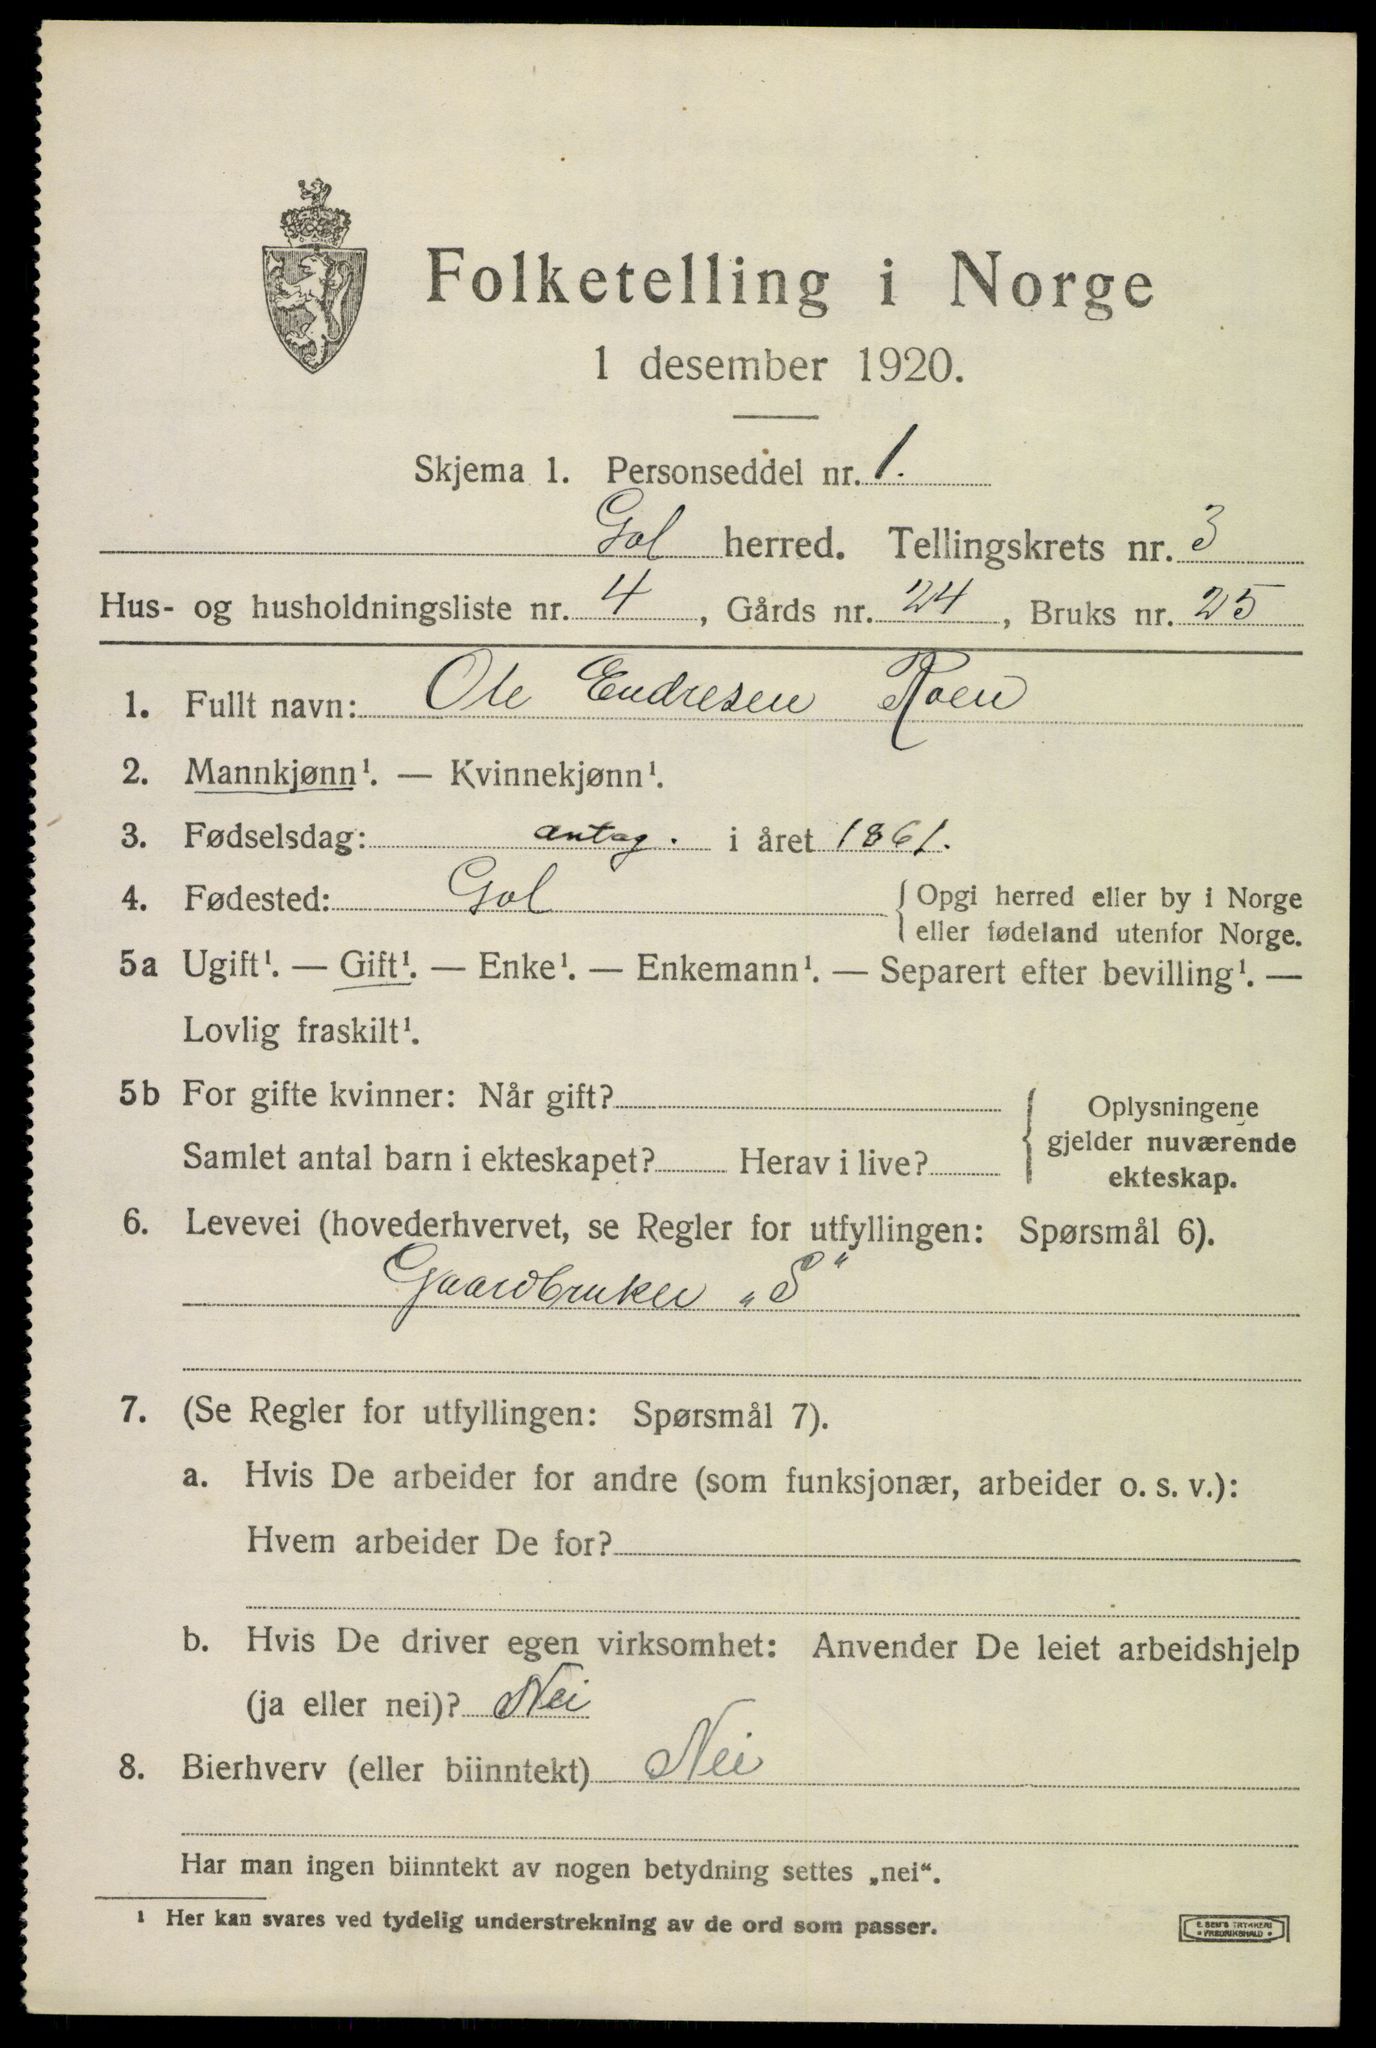 Folketelling i Norge
1 desember 1920.
Skjema 1. Personseddel nr. 1.
Gol herred. Tellingskrets nr. 3
Hus- og husholdningsliste nr. 4, Gårds nr. 24, Bruks nr. 25
1. Fullt navn: Ole Endresen Roen
2. Mannkjønn¹. — Kvinnekjønn¹.
3. Fødselsdag: antag. i året 1861.
4. Fødested: Gol { Opgi herred eller by i Norge
eller fødeland utenfor Norge.
5a Ugift¹. — Gift¹. — Enke¹. — Enkemann¹. — Separert efter bevilling¹. —
Lovlig fraskilt¹.
5b For gifte kvinner: Når gift?
Samlet antal barn i ekteskapet? Herav i live?
Oplysningene
gjelder nuværende
ekteskap.
6. Levevei (hovederhvervet, se Regler for utfyllingen: Spørsmål 6).
Gaardbruker „S"
7. (Se Regler for utfyllingen: Spørsmål 7).
a. Hvis De arbeider for andre (som funksjonær, arbeider o. s. v.):
Hvem arbeider De for?
b. Hvis De driver egen virksomhet: Anvender De leiet arbeidshjelp
(ja eller nei)? Nei
8. Bierhverv (eller biinntekt) Nei
Har man ingen biinntekt av nogen betydning settes „nei“.
¹ Her kan svares ved tydelig understrekning av de ord som passer.
E. SEM'S TRYKKERI
• FREDRIKSHALD •